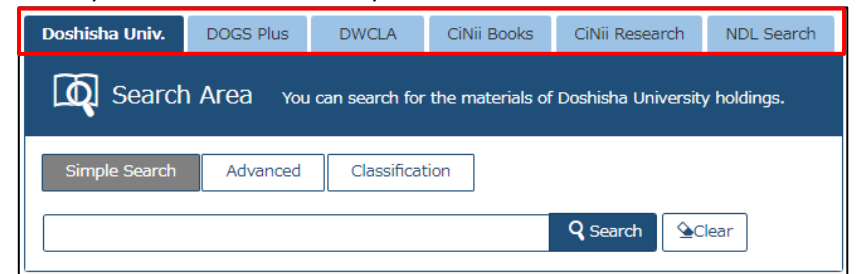 Doshisha Univ. DOGS Plus DWCLA CiNii Books CiNii Research NDL Search
Search Area You can search for the materials of Doshisha University holdings.
Simple Search Advanced Classification
Search Clear